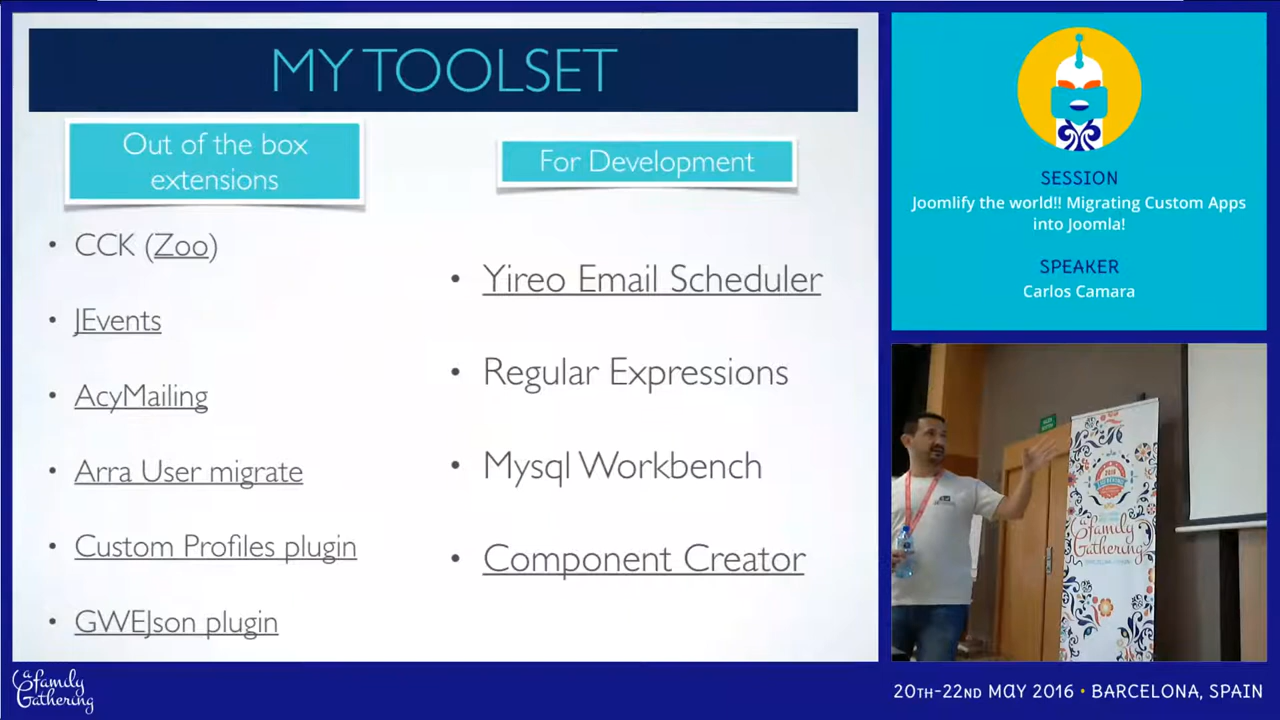 MY TOOLSET
Out of the box
extensions
• CCK (Zoo)
• JEvents
• AcyMailing
• Arra User migrate
• Custom Profiles plugin
• GWEJson plugin
For Development
• Yireo Email Scheduler
• Regular Expressions
• Mysql Workbench
• Component Creator
SESSION
Joomlify the world!! Migrating Custom Apps
into Joomla!
SPEAKER
Carlos Camara
a
family
Gathering
a
family
Gathering
20TH-22ND MAY 2016 • BARCELONA, SPAIN